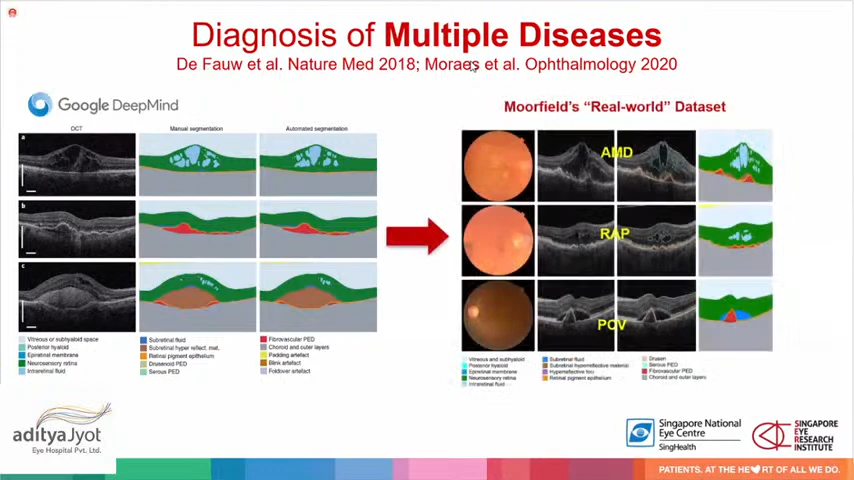 Diagnosis of Multiple Diseases
De Fauw et al. Nature Med 2018; Moraes et al. Ophthalmology 2020
Google DeepMind
OCT
Manual segmentation
Automated segmentation
a
b
c
Vitreous or subhyaloid space
Posterior hyaloid
Epiretinal membrane
Neurosensory retina
Intraretinal fluid
Subretinal fluid
Subretinal hyper reflect. mat.
Retinal pigment epithelium
Drusenoid PED
Serous PED
Fibrovascular PED
Choroid and outer layers
Padding artefact
Blink artefact
Foldover artefact
Moorfield's "Real-world" Dataset
AMD
RAP
PCV
Vitreous and subhyaloid
Posterior hyaloid
Epiretinal membrane
Neurosensory retina
Intraretinal fluid
Subretinal fluid
Subretinal hyperreflective material
Hyperreflective foci
Retinal pigment epithelium
Drusen
Serous PED
Fibrovascular PED
Choroid and outer layers
adityaJyot
Eye Hospital Pvt. Ltd.
Singapore National
Eye Centre
SingHealth
SINGAPORE
EYE
RESEARCH
INSTITUTE
PATIENTS. AT THE HE RT OF ALL WE DO.